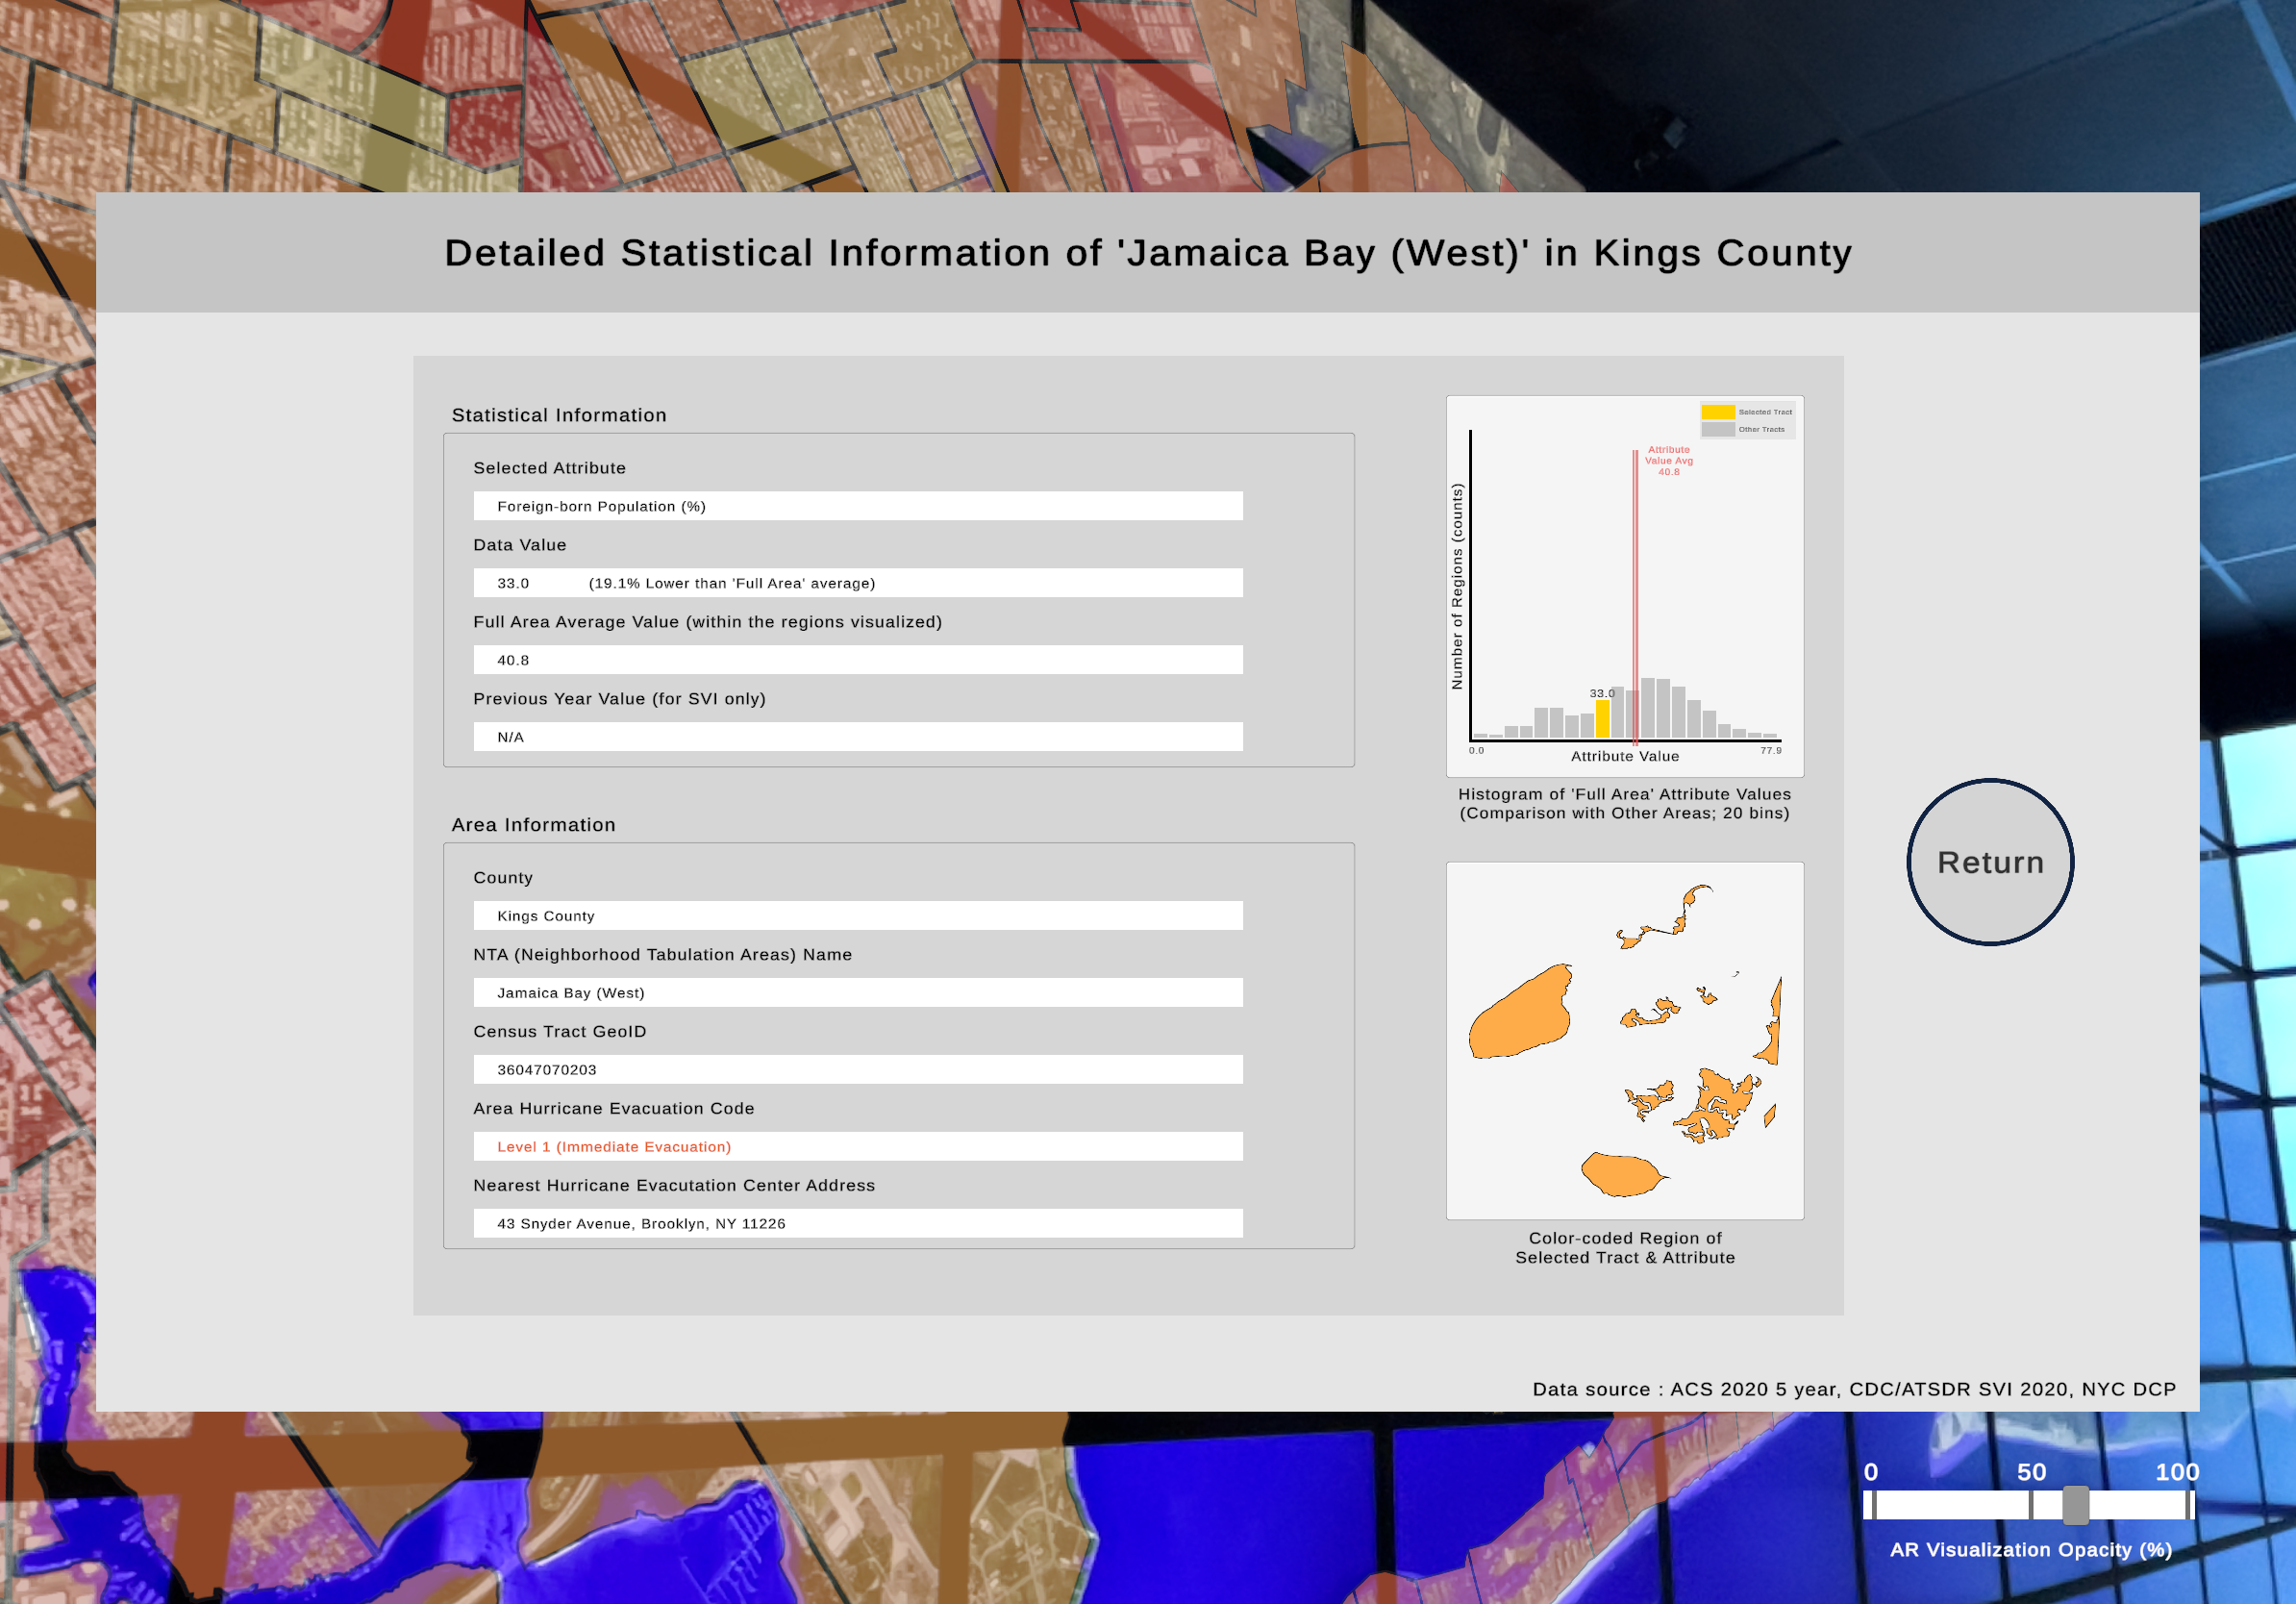 Detailed Statistical Information of 'Jamaica Bay (West)' in Kings County
Statistical Information
Selected Attribute
Foreign-born Population (%)
Data Value
33.0 (19.1% Lower than 'Full Area' average)
Full Area Average Value (within the regions visualized)
40.8
Previous Year Value (for SVI only)
N/A
Area Information
County
Kings County
NTA (Neighborhood Tabulation Areas) Name
Jamaica Bay (West)
Census Tract GeoID
36047070203
Area Hurricane Evacuation Code
Level 1 (Immediate Evacuation)
Nearest Hurricane Evacutation Center Address
43 Snyder Avenue, Brooklyn, NY 11226
Selected Tract
Other Tracts
Attribute
Value Avg
40.8
Number of Regions (counts)
33.0
0.0 77.9
Attribute Value
Histogram of 'Full Area' Attribute Values
(Comparison with Other Areas; 20 bins)
Color-coded Region of
Selected Tract & Attribute
Return
Data source : ACS 2020 5 year, CDC/ATSDR SVI 2020, NYC DCP
0 50 100
AR Visualization Opacity (%)